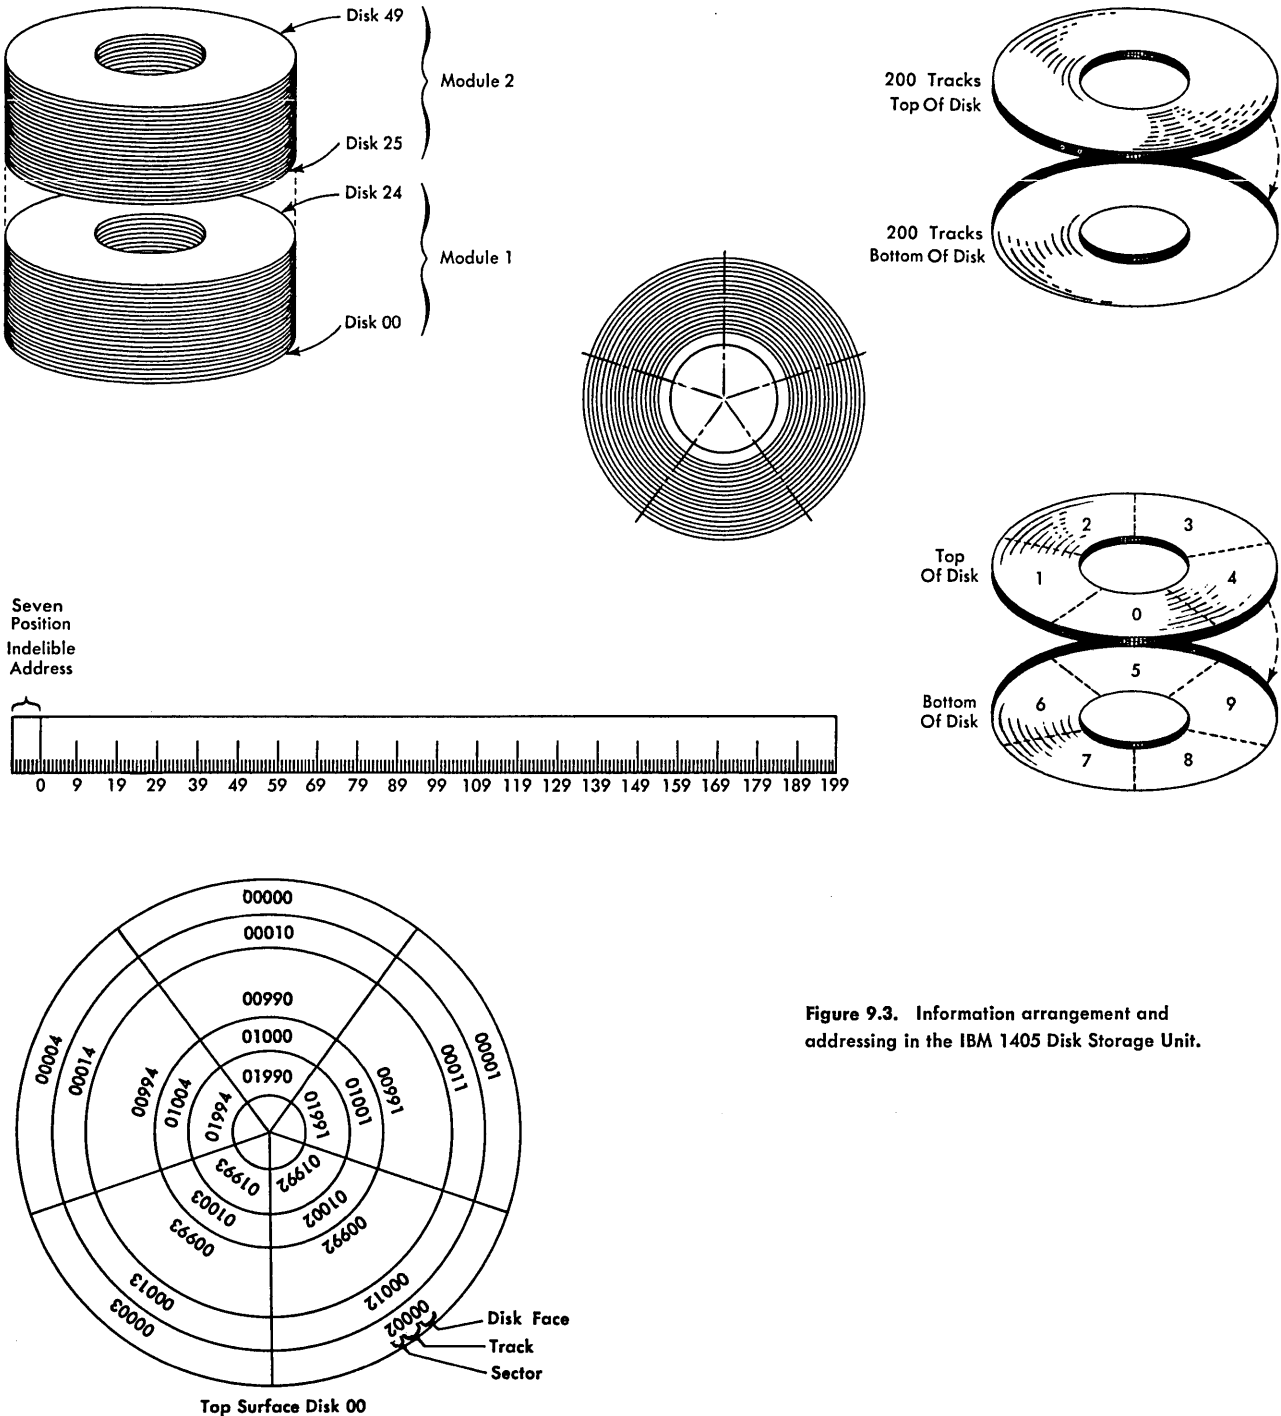 Disk 49
Module 2
Disk 25
Disk 24
Module 1
Disk 00
200 Tracks
Top Of Disk
200 Tracks
Bottom Of Disk
Top
Of Disk
2
3
1
4
0
Bottom
Of Disk
5
6
9
7
8
Seven
Position
Indelible
Address
0 9 19 29 39 49 59 69 79 89 99 109 119 129 139 149 159 169 179 189 199
00000
00010
00990
01000
01990
00001
00011
00991
01001
01991
00002
00012
00992
01002
01992
00003
00013
00993
01003
01993
00004
00014
00994
01004
01994
Disk Face
Track
Sector
Top Surface Disk 00
Figure 9.3. Information arrangement and
addressing in the IBM 1405 Disk Storage Unit.